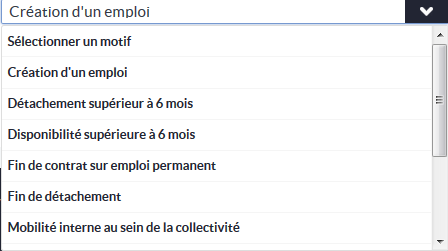 Création d'un emploi
Sélectionner un motif
Création d'un emploi
Détachement supérieur à 6 mois
Disponibilité supérieure à 6 mois
Fin de contrat sur emploi permanent
Fin de détachement
Mobilité interne au sein de la collectivité